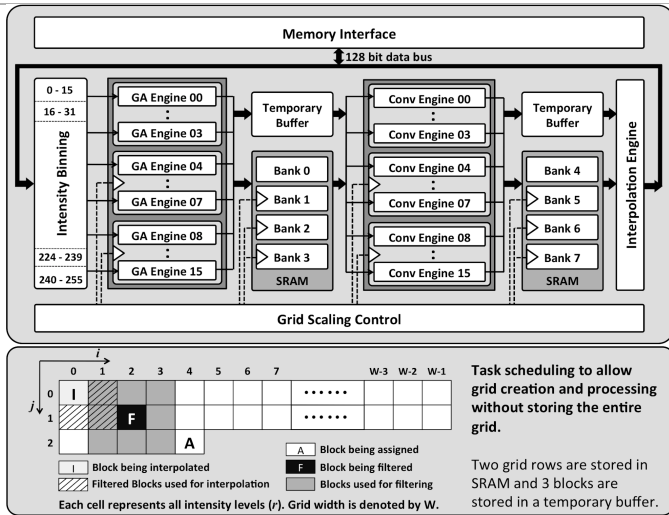 Memory Interface
128 bit data bus
0 - 15
16 - 31
Intensity Binning
224 - 239
240 - 255
GA Engine 00
:
GA Engine 03
GA Engine 04
:
GA Engine 07
GA Engine 08
:
GA Engine 15
Temporary
Buffer
Bank 0
Bank 1
Bank 2
Bank 3
SRAM
Conv Engine 00
:
Conv Engine 03
Conv Engine 04
:
Conv Engine 07
Conv Engine 08
:
Conv Engine 15
Temporary
Buffer
Bank 4
Bank 5
Bank 6
Bank 7
SRAM
Interpolation Engine
Grid Scaling Control
i
0 1 2 3 4 5 6 7 W-3 W-2 W-1
j
0 I ......
1 F ......
2 A
I Block being interpolated
Filtered Blocks used for interpolation
A Block being assigned
F Block being filtered
Blocks used for filtering
Each cell represents all intensity levels (r). Grid width is denoted by W.
Task scheduling to allow
grid creation and processing
without storing the entire
grid.
Two grid rows are stored in
SRAM and 3 blocks are
stored in a temporary buffer.